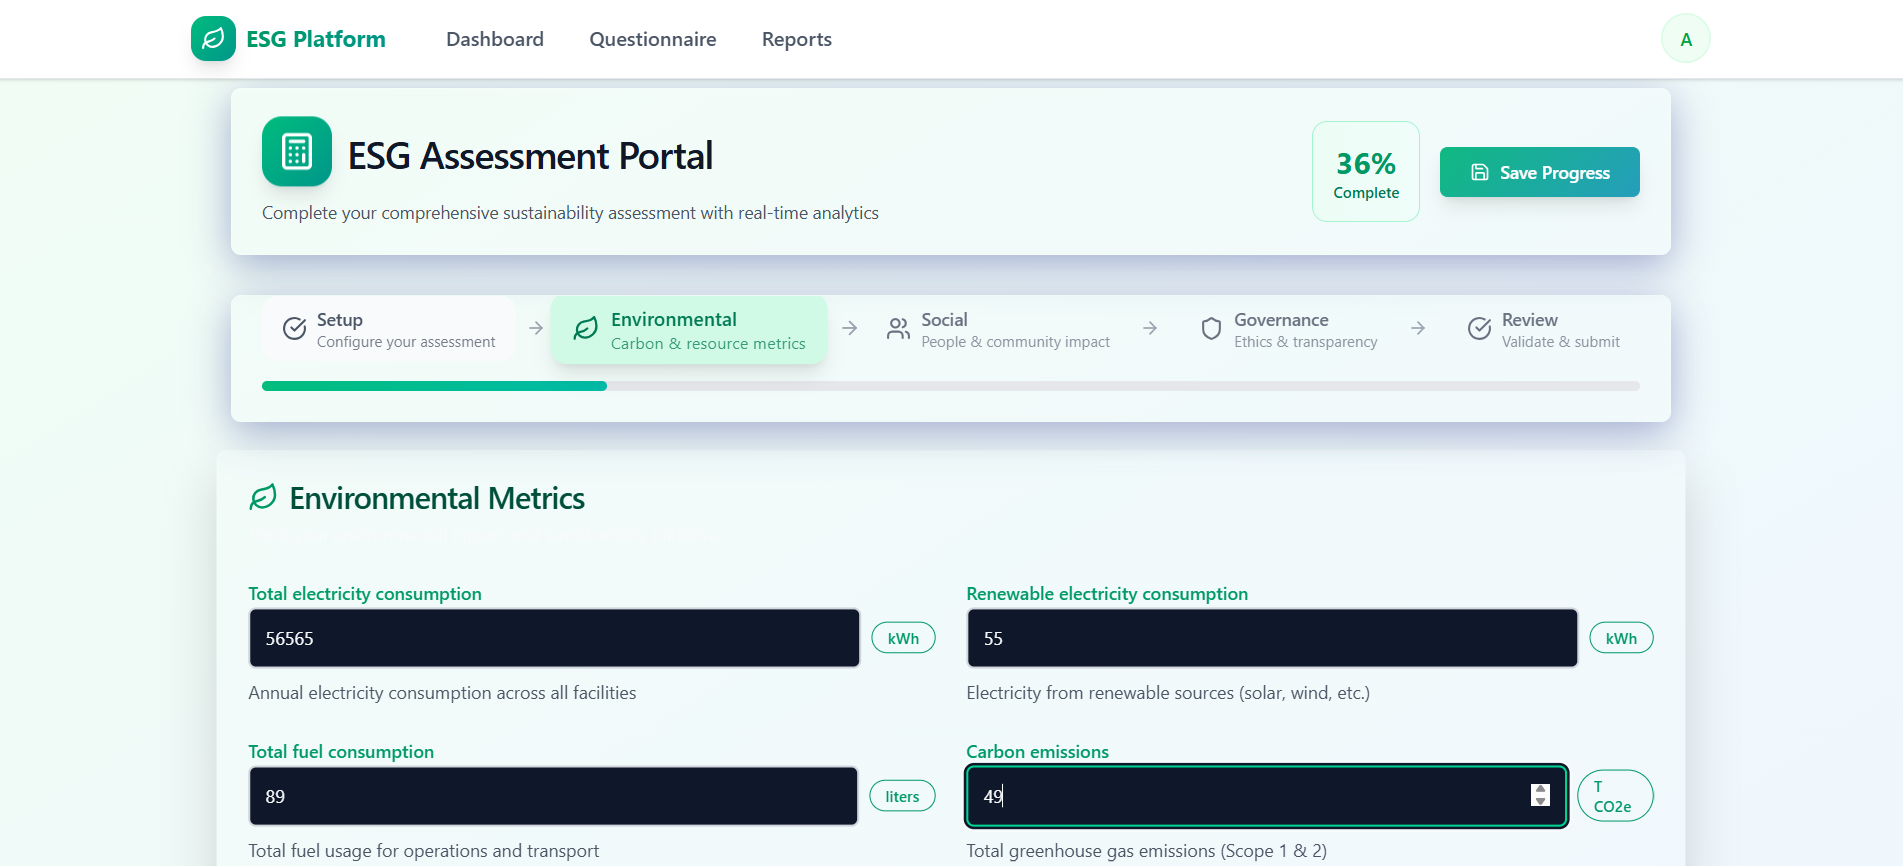 ESG Platform
Dashboard
Questionnaire
Reports
A
ESG Assessment Portal
Complete your comprehensive sustainability assessment with real-time analytics
36%
Complete
Save Progress
Setup
Configure your assessment
Environmental
Carbon & resource metrics
Social
People & community impact
Governance
Ethics & transparency
Review
Validate & submit
Environmental Metrics
Total electricity consumption
56565
kWh
Annual electricity consumption across all facilities
Renewable electricity consumption
55
kWh
Electricity from renewable sources (solar, wind, etc.)
Total fuel consumption
89
liters
Total fuel usage for operations and transport
Carbon emissions
49
T
CO2e
Total greenhouse gas emissions (Scope 1 & 2)